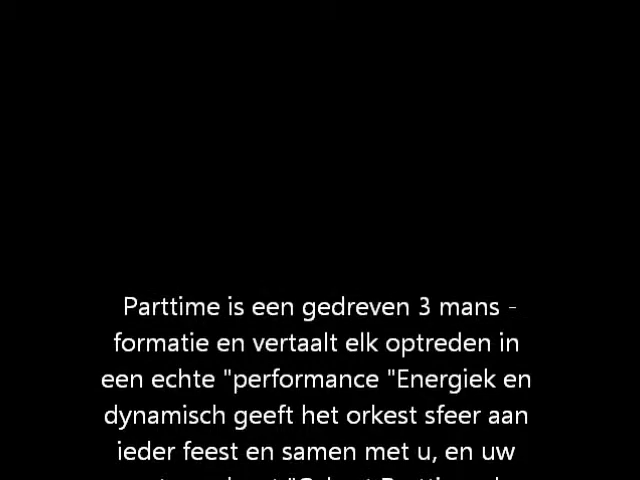 Parttime is een gedreven 3 mans -
formatie en vertaalt elk optreden in
een echte "performance "Energiek en
dynamisch geeft het orkest sfeer aan
ieder feest en samen met u, en uw